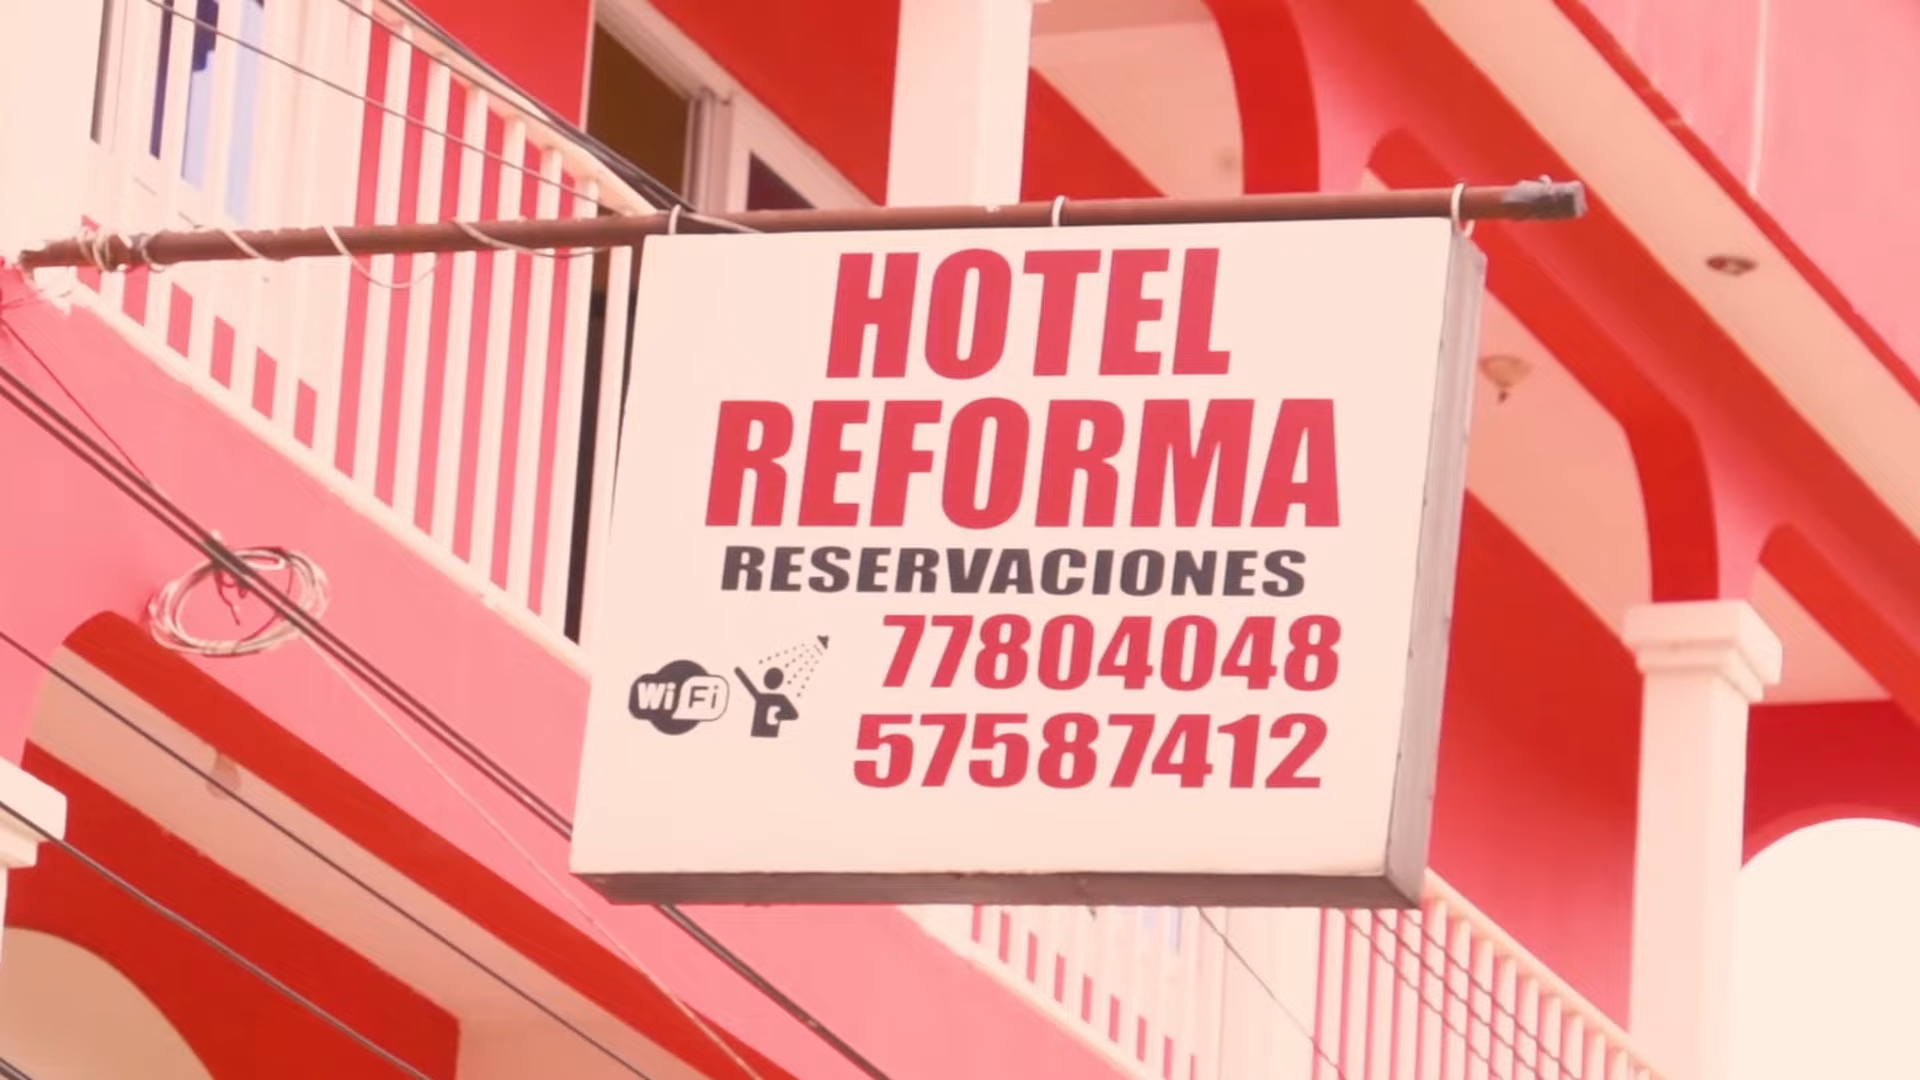 HOTEL
REFORMA
RESERVACIONES
77804048
WiFi
57587412